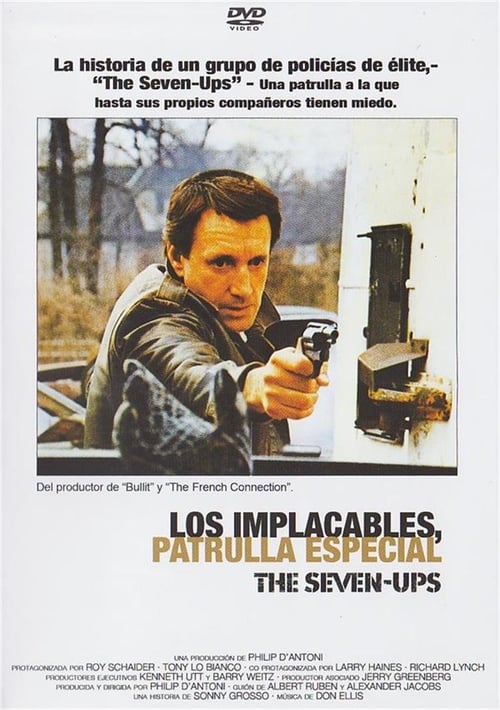 DVD
VIDEO
La historia de un grupo de policías de élite,-
“The Seven-Ups” - Una patrulla a la que
hasta sus propios compañeros tienen miedo.
Del productor de “Bullit” y “The French Connection”.
LOS IMPLACABLES,
PATRULLA ESPECIAL
THE SEVEN-UPS
UNA PRODUCCIÓN DE PHILIP D'ANTONI
PROTAGONIZADA POR ROY SCHAIDER · TONY LO BIANCO · CO PROTAGONIZADA POR LARRY HAINES · RICHARD LYNCH
PRODUCTORES EJECUTIVOS KENNETH UTT Y BARRY WEITZ · PRODUCTOR ASOCIADO JERRY GREENBERG
PRODUCIDA Y DIRIGIDA POR PHILIP D'ANTONI · GUIÓN DE ALBERT RUBEN Y ALEXANDER JACOBS
UNA HISTORIA DE SONNY GROSSO · MÚSICA DE DON ELLIS